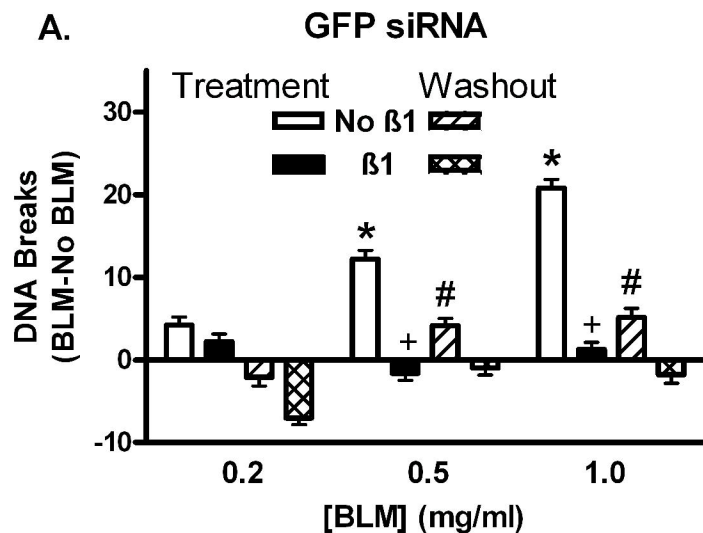 A. GFP siRNA
Treatment Washout
No ß1
ß1
DNA Breaks
(BLM-No BLM)
30
20
10
0
-10
* + #
* + #
0.2 0.5 1.0
[BLM] (mg/ml)